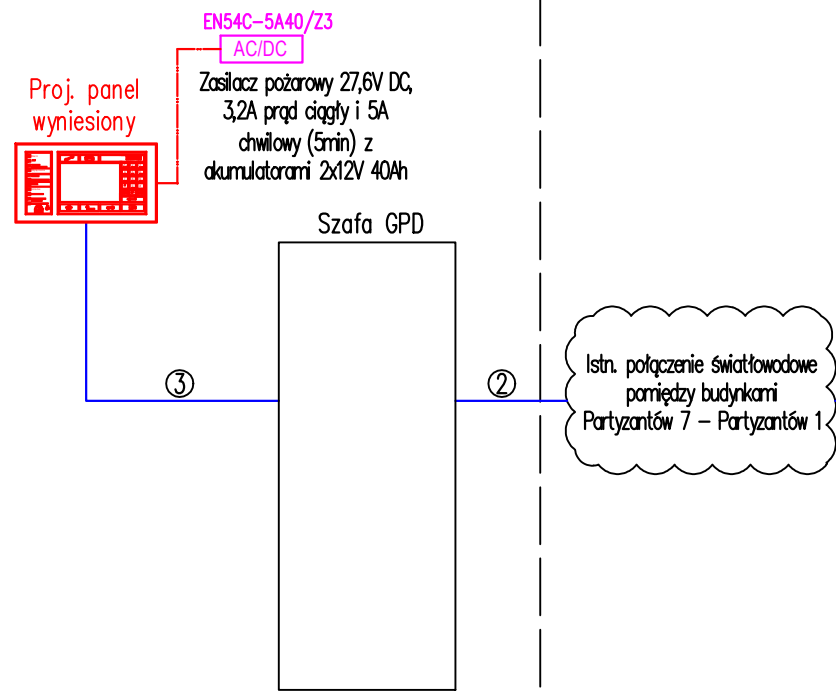 EN54C-5A40/Z3
AC/DC
Zasilacz pożarowy 27,6V DC,
3,2A prąd ciągły i 5A
chwilowy (5min) z
akumulatorami 2x12V 40Ah
Proj. panel
wyniesiony
Szafa GPD
3
2
Istn. połączenie światłowodowe
pomiędzy budynkami
Partyzantów 7 – Partyzantów 1